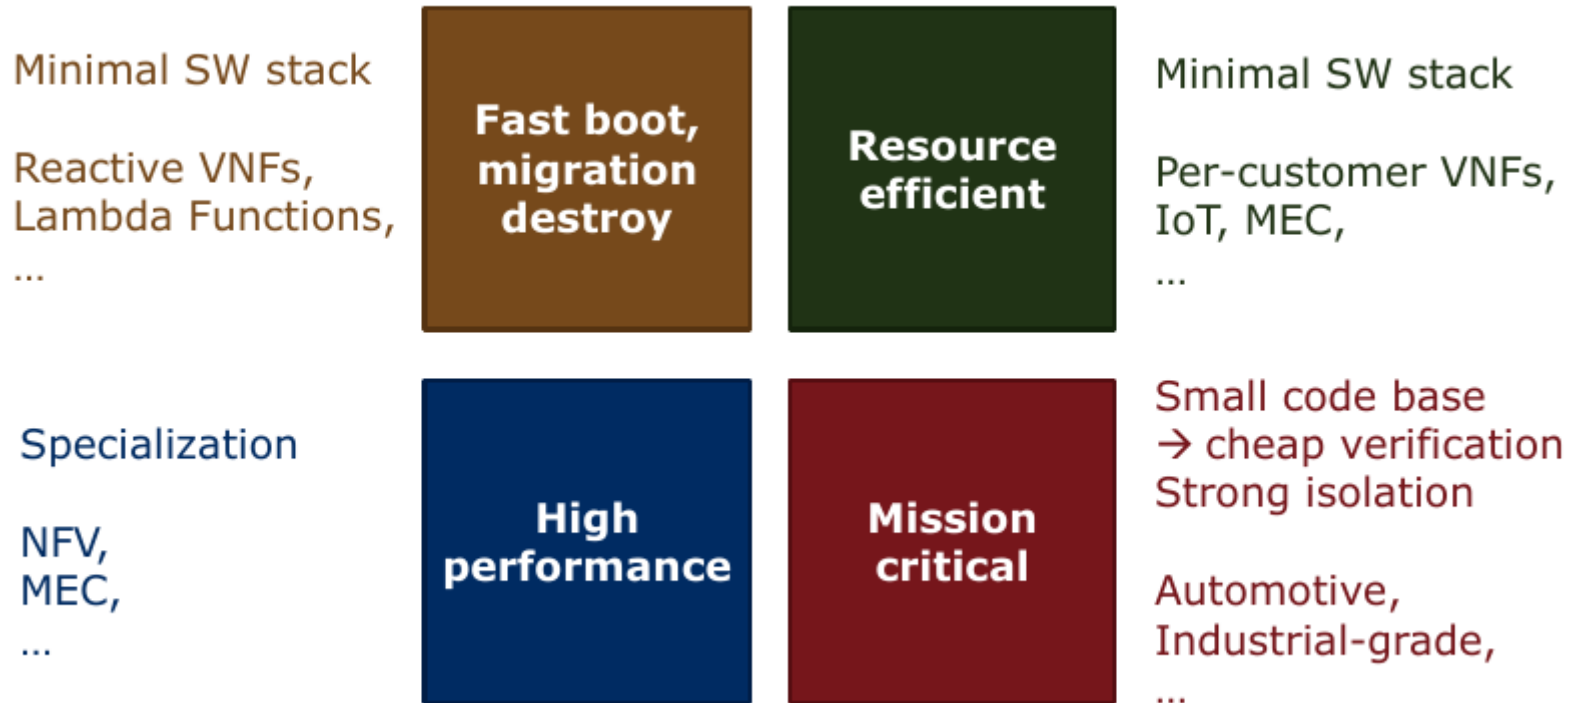 Minimal SW stack
Reactive VNFs,
Lambda Functions,
…
Fast boot,
migration
destroy
Resource
efficient
Minimal SW stack
Per-customer VNFs,
IoT, MEC,
…
Specialization
NFV,
MEC,
…
High
performance
Mission
critical
Small code base
→ cheap verification
Strong isolation
Automotive,
Industrial-grade,
…